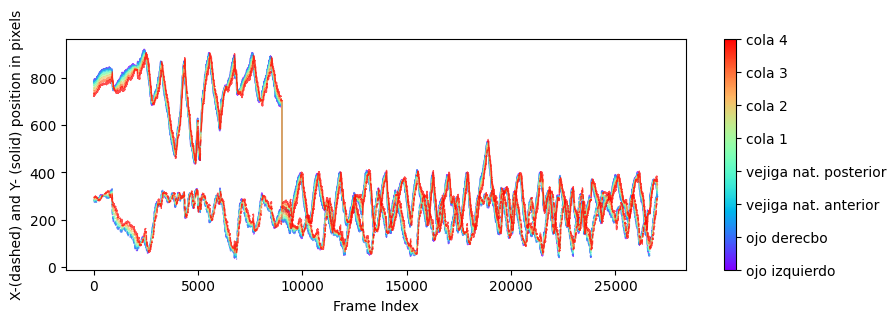 X-(dashed) and Y- (solid) position in pixels
800
600
400
200
0
0
5000
10000
15000
20000
25000
Frame Index
cola 4
cola 3
cola 2
cola 1
vejiga nat. posterior
vejiga nat. anterior
ojo derecbo
ojo izquierdo